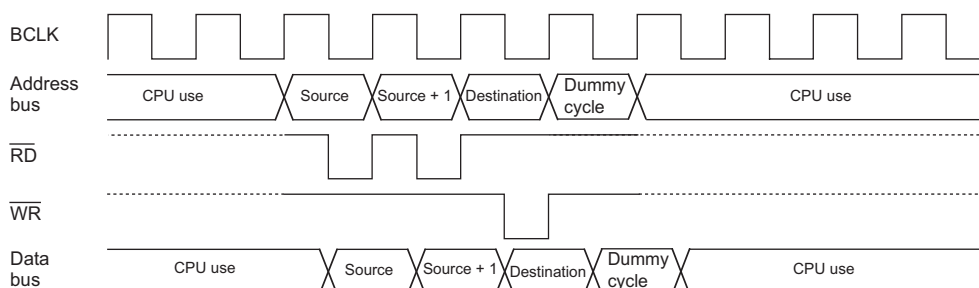 BCLK
Address
bus
CPU use
Source
Source + 1
Destination
Dummy
cycle
CPU use
RD
WR
Data
bus
CPU use
Source
Source + 1
Destination
Dummy
cycle
CPU use